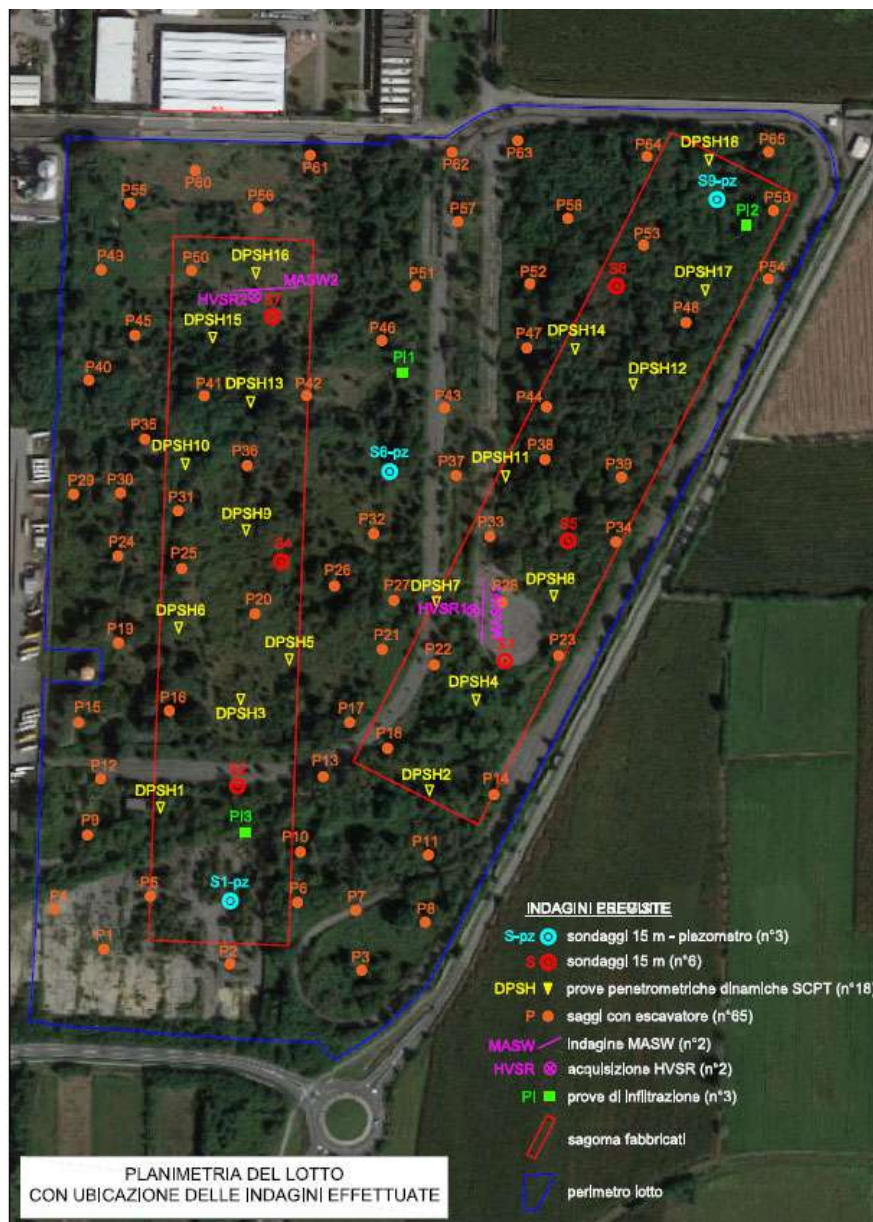 P64
DPSH18
P65
P63
P62
P61
P60
S9-pz
P55
P56
P57
P58
P59
PI2
P53
P49
P50
DPSH16
MASW2
P51
P52
S8
DPSH17
P54
HVSR2
S7
P48
P45
DPSH15
P46
P47
DPSH14
PI1
P40
DPSH12
P41
DPSH13
P42
P43
P44
P35
DPSH10
P36
S6-pz
P37
DPSH11
P38
P39
P29
P30
P31
DPSH9
P32
P33
S5
P34
P24
S4
P25
P26
P27
DPSH7
P28
DPSH8
HVSR1
DPSH6
P20
P19
DPSH5
P21
P22
P23
DPSH4
P15
P16
DPSH3
P17
P18
P12
P13
DPSH2
P14
DPSH1
PI3
P9
P10
P11
P5
S1-pz
P6
P7
P8
P4
P1
P2
P3
sondaggi 15 m - piezometro (n°3)
S-pz
S sondaggi 15 m (n°6)
DPSH prove penetrometriche dinamiche SCPT (n°18)
P saggi con escavatore (n°65)
MASW indagine MASW (n°2)
HVSR acquisizione HVSR (n°2)
PI prove di infiltrazione (n°3)
sagoma fabbricati
perimetro lotto
PLANIMETRIA DEL LOTTO
CON UBICAZIONE DELLE INDAGINI EFFETTUATE